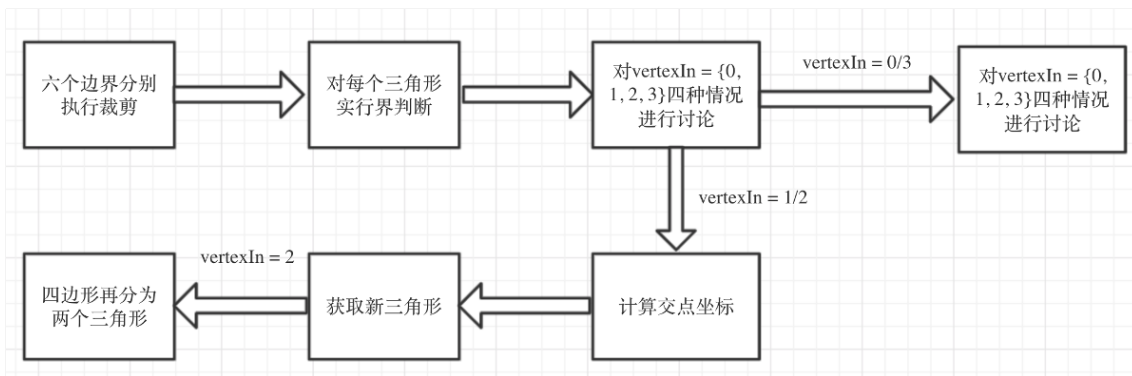 六个边界分别
执行裁剪
对每个三角形
实行界判断
对vertexIn = {0,
1, 2, 3}四种情况
进行讨论
vertexIn = 0/3
对vertexIn = {0,
1, 2, 3}四种情况
进行讨论
vertexIn = 1/2
计算交点坐标
获取新三角形
vertexIn = 2
四边形再分为
两个三角形